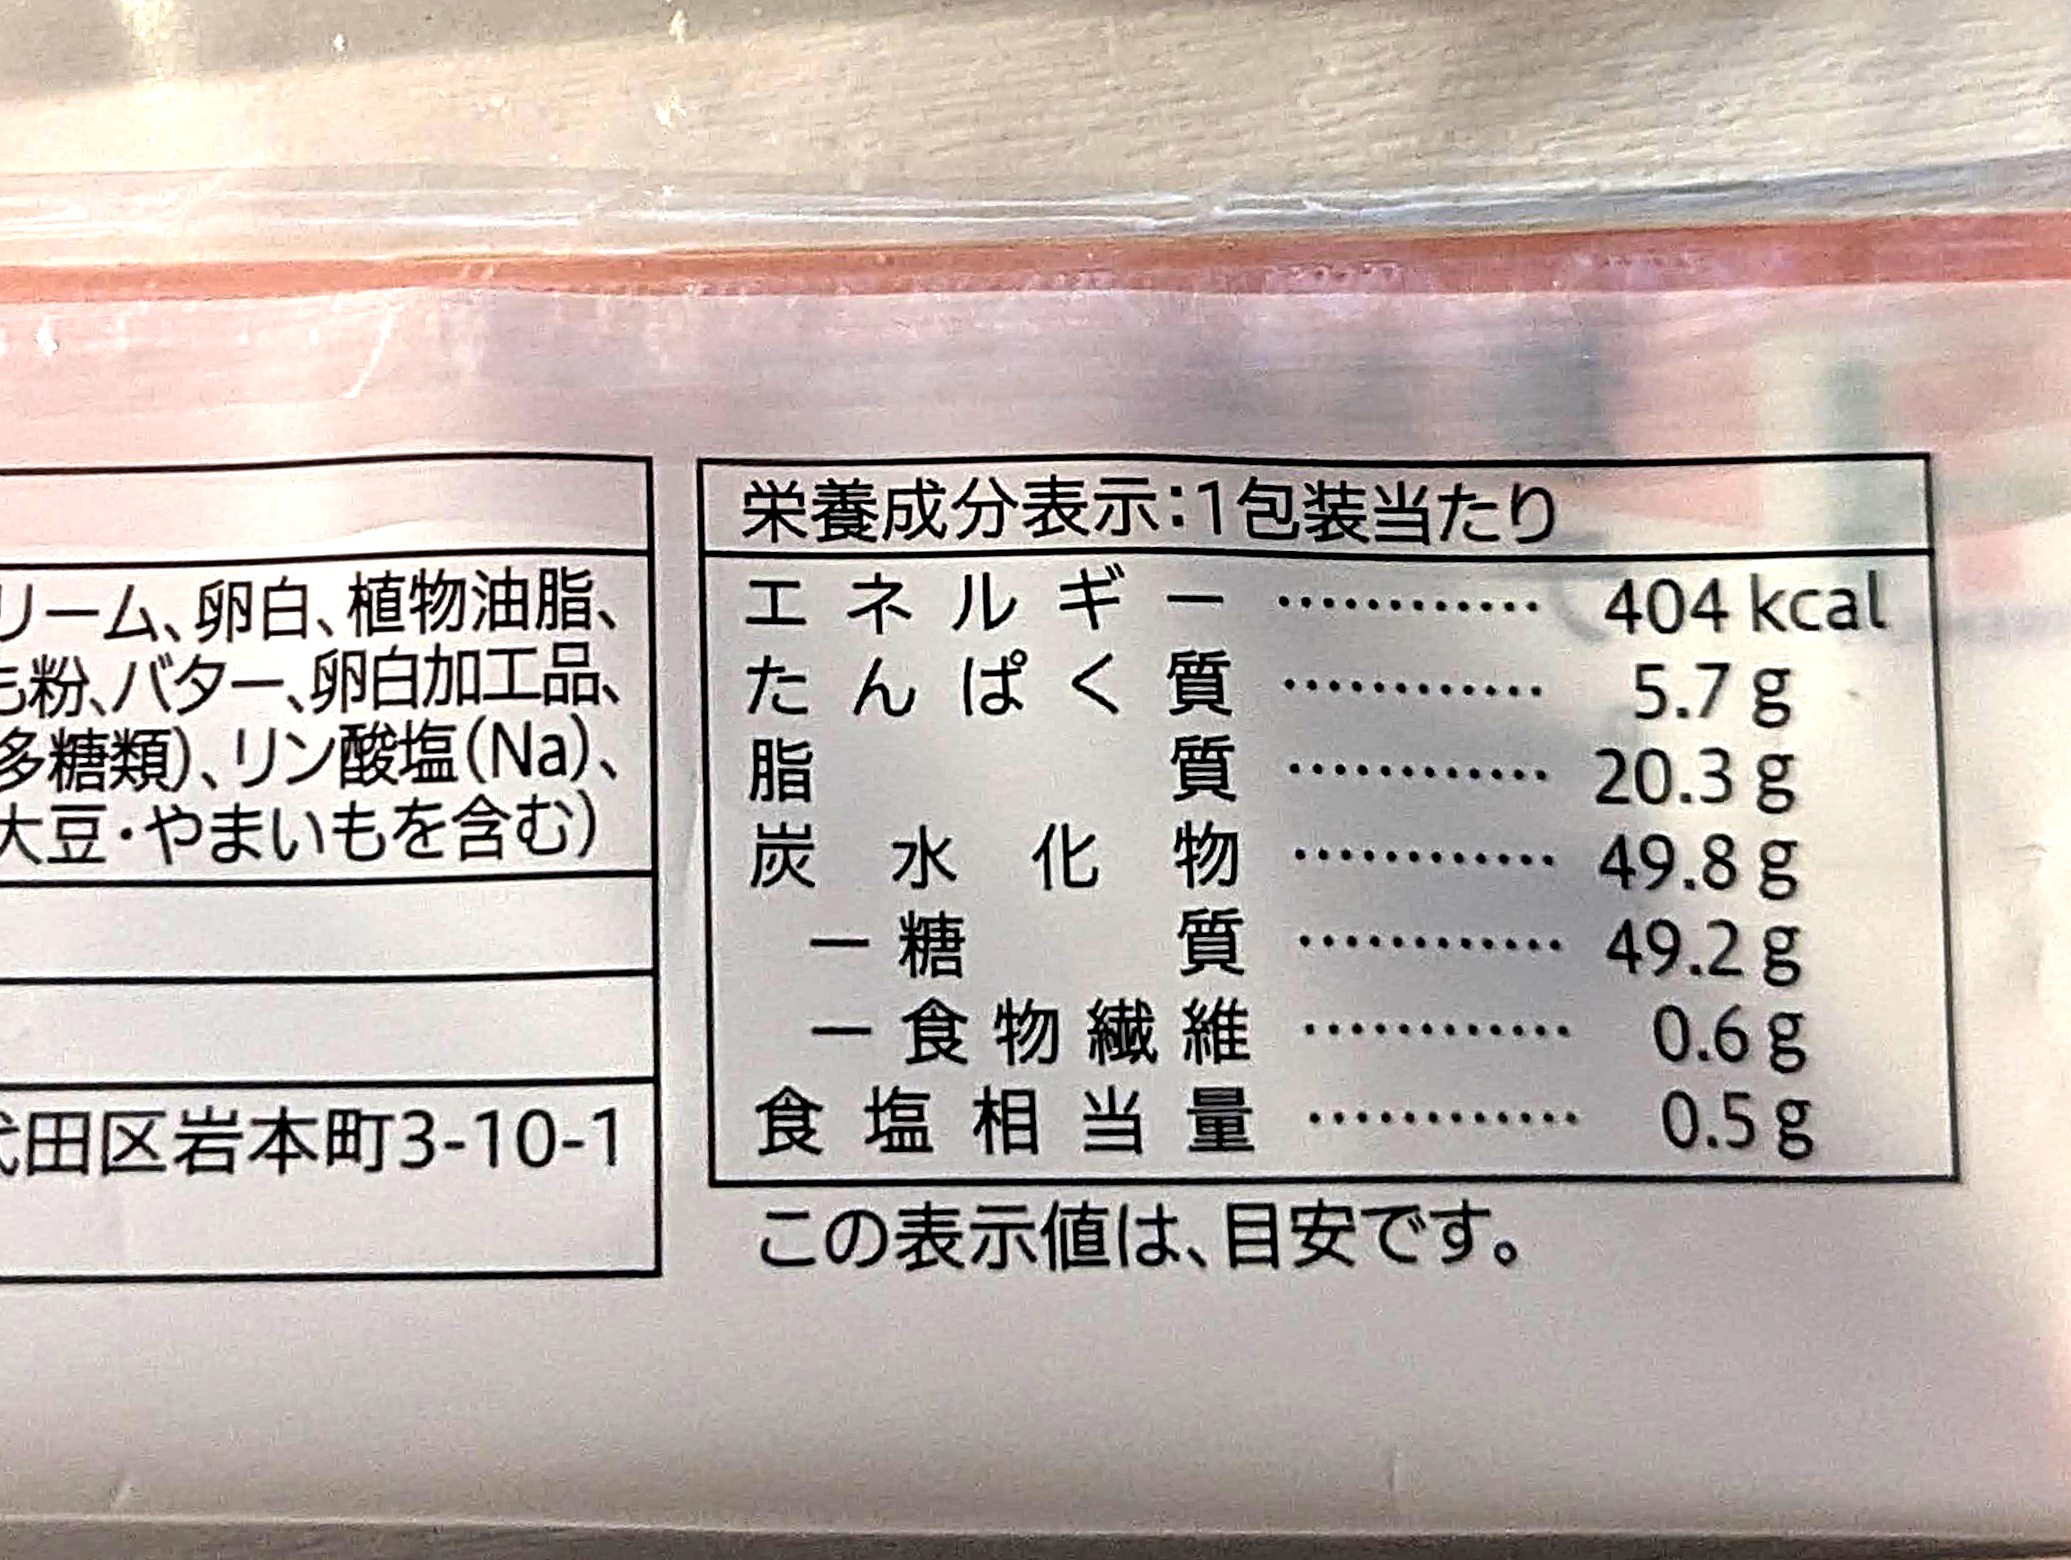 リーム、卵白、植物油脂、
も粉、バター、卵白加工品、
多糖類)、リン酸塩(Na)、
大豆・やまいもを含む)
代田区岩本町3-10-1
栄養成分表示:1包装当たり
エネルギー ………… 404 kcal
たんぱく質 ………… 5.7 g
脂質 ………… 20.3 g
炭水化物 ………… 49.8 g
ー糖質 ………… 49.2 g
ー食物繊維 ………… 0.6 g
食塩相当量 ………… 0.5 g
この表示値は、目安です。